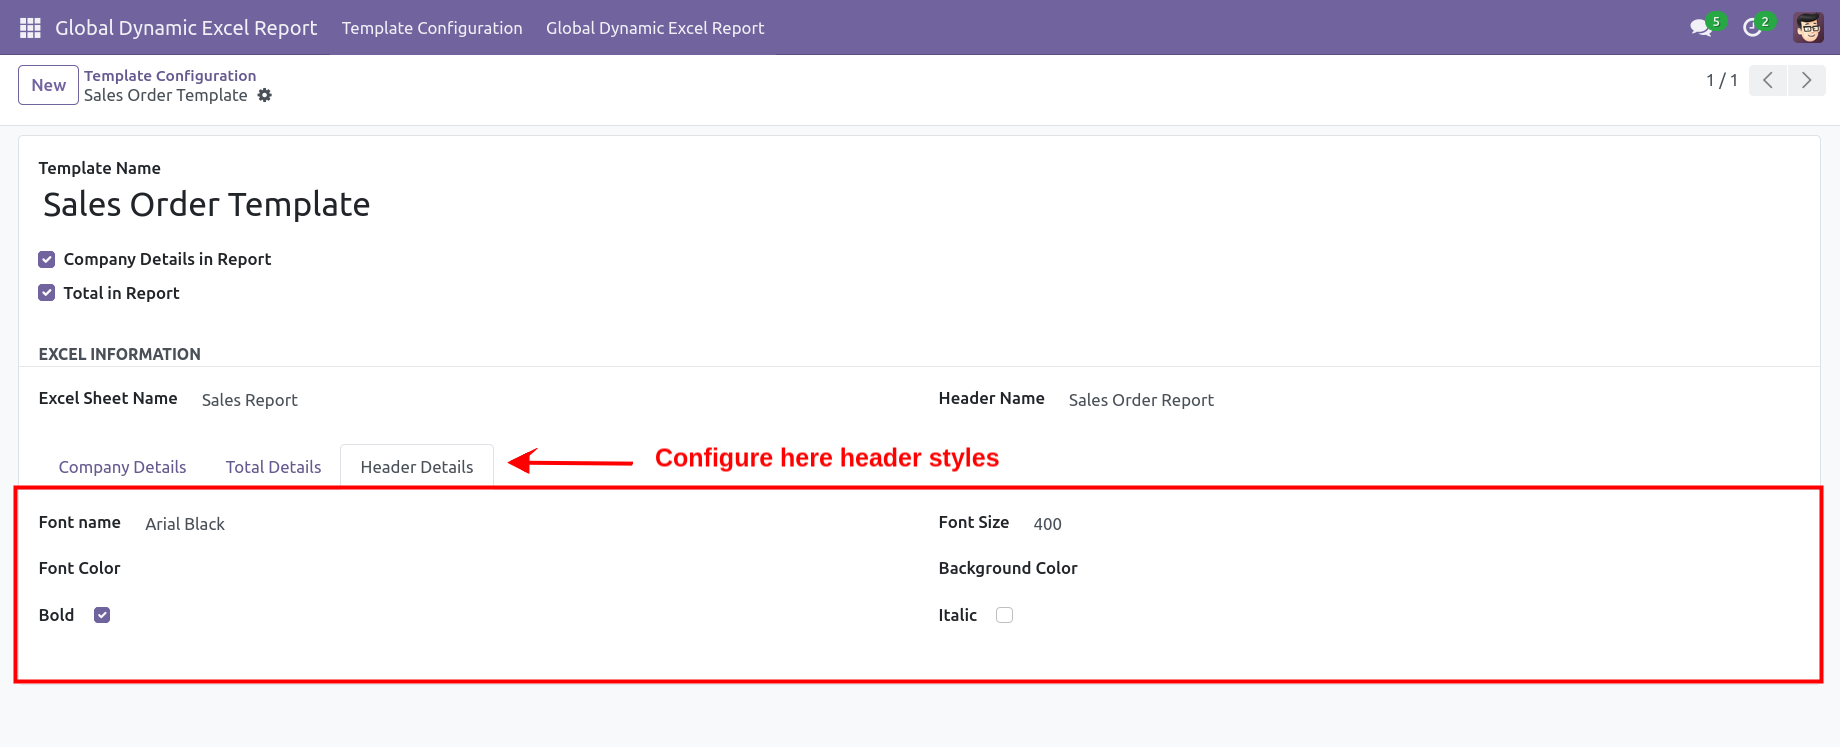 Global Dynamic Excel Report Template Configuration Global Dynamic Excel Report 5 2
New Template Configuration
Sales Order Template 1 / 1
Template Name
Sales Order Template
Company Details in Report
Total in Report
EXCEL INFORMATION
Excel Sheet Name Sales Report Header Name Sales Order Report
Company Details Total Details Header Details Configure here header styles
Font name Arial Black Font Size 400
Font Color Background Color
Bold Italic